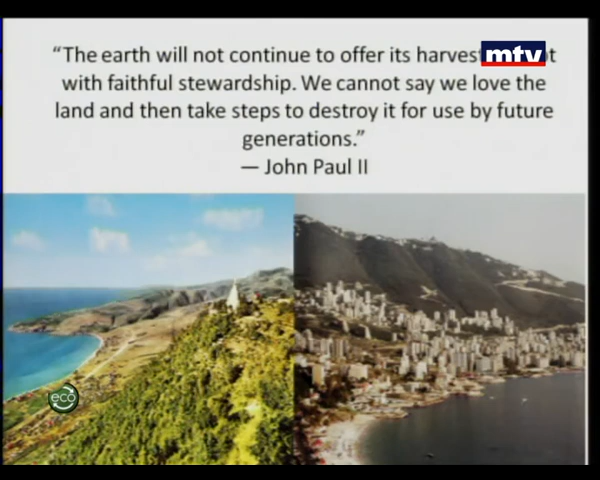 “The earth will not continue to offer its harvest
with faithful stewardship. We cannot say we love the
land and then take steps to destroy it for use by future
generations.”
— John Paul II
mtv
eco